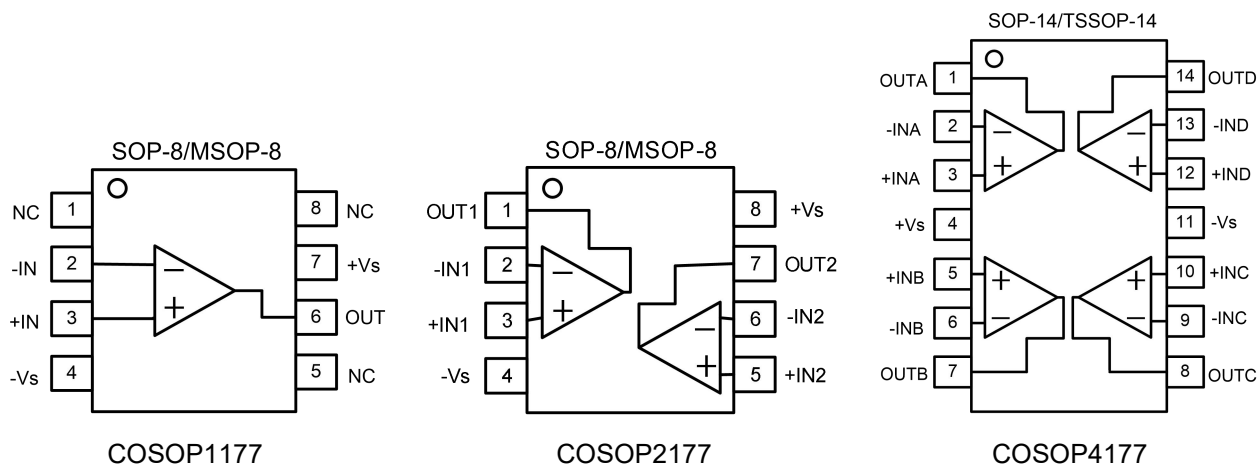 SOP-8/MSOP-8
NC 1
8 NC
-IN 2
7 +Vs
+IN 3
6 OUT
-Vs 4
5 NC
− +
COSOP1177
SOP-8/MSOP-8
OUT1 1
8 +Vs
-IN1 2
7 OUT2
+IN1 3
6 -IN2
-Vs 4
5 +IN2
− +
− +
COSOP2177
SOP-14/TSSOP-14
OUTA 1
14 OUTD
-INA 2
13 -IND
+INA 3
12 +IND
+Vs 4
11 -Vs
+INB 5
10 +INC
-INB 6
9 -INC
OUTB 7
8 OUTC
− +
− +
+ −
+ −
COSOP4177